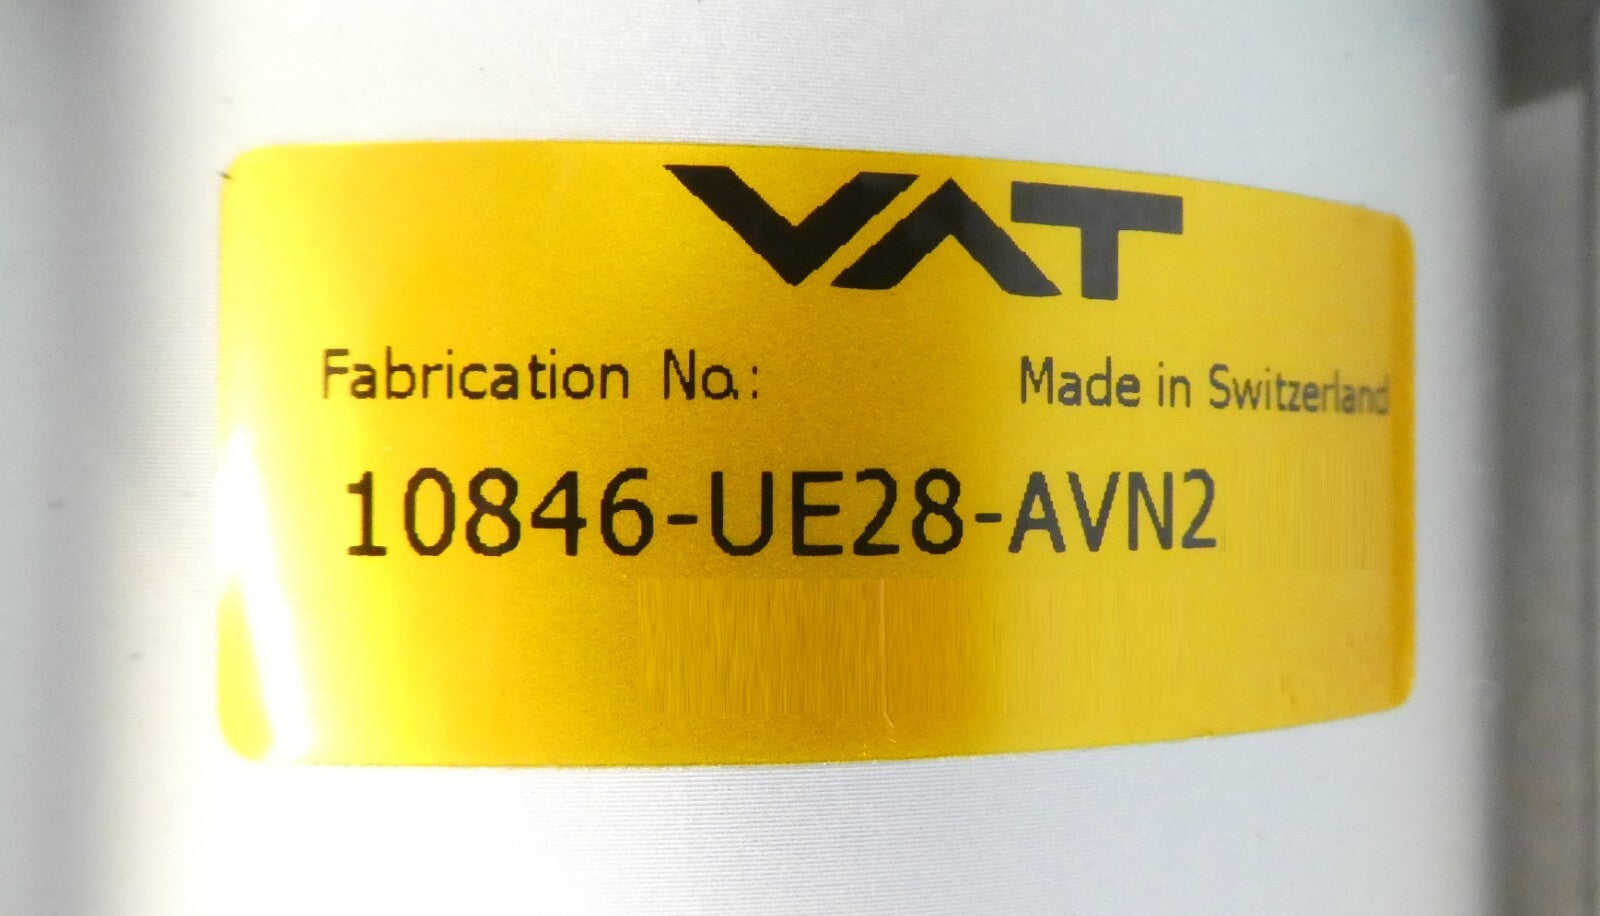 VAT
Fabrication No.: Made in Switzerland
10846-UE28-AVN2